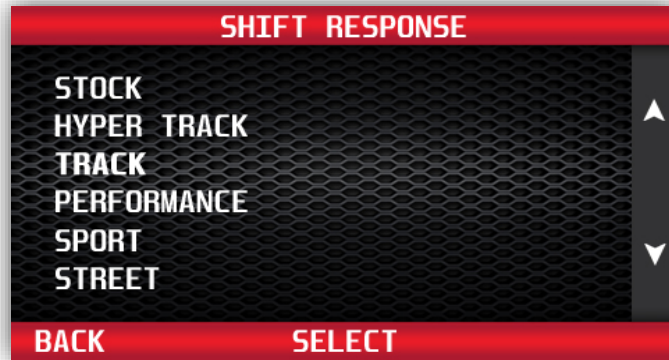 SHIFT RESPONSE
STOCK
HYPER TRACK
TRACK
PERFORMANCE
SPORT
STREET
BACK SELECT